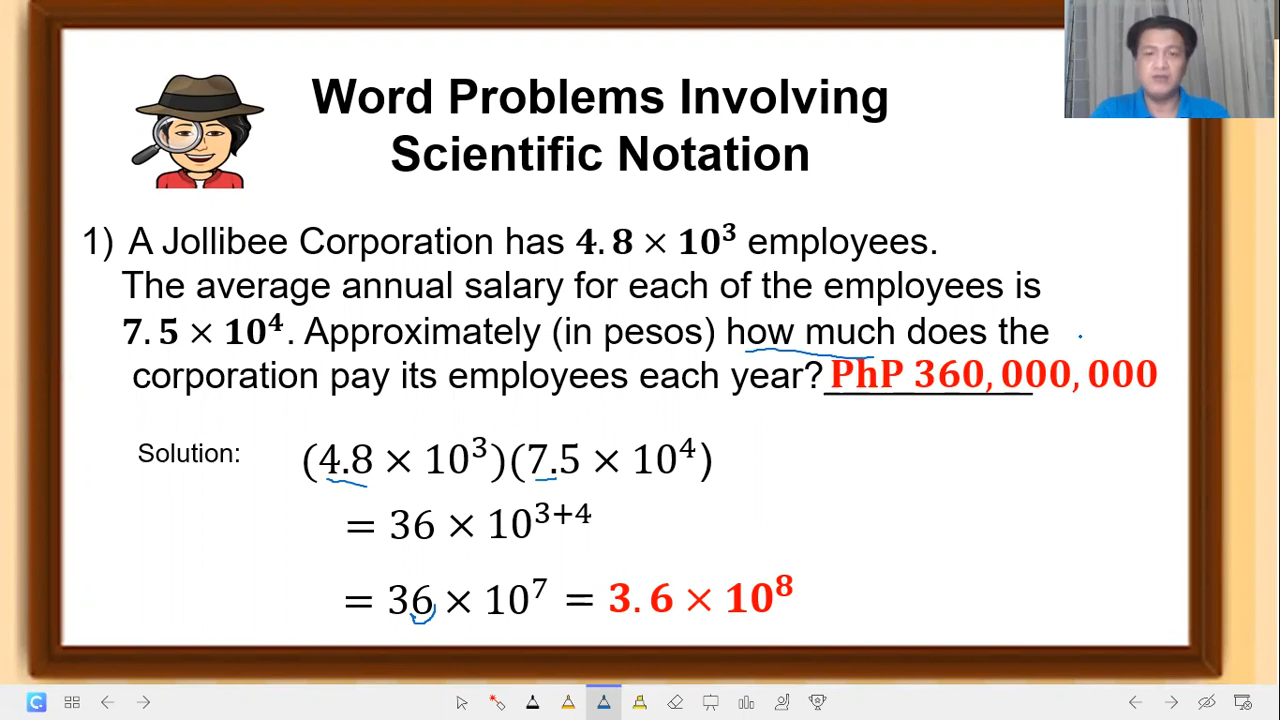 Word Problems Involving
Scientific Notation
1) A Jollibee Corporation has 𝟒.𝟖 × 𝟏𝟎³ employees.
The average annual salary for each of the employees is
𝟕.𝟓 × 𝟏𝟎⁴. Approximately (in pesos) how much does the
corporation pay its employees each year? PhP 360,000,000
Solution: (4.8 × 10³)(7.5 × 10⁴)
= 36 × 10³⁺⁴
= 36 × 10⁷ = 3.6 × 10⁸